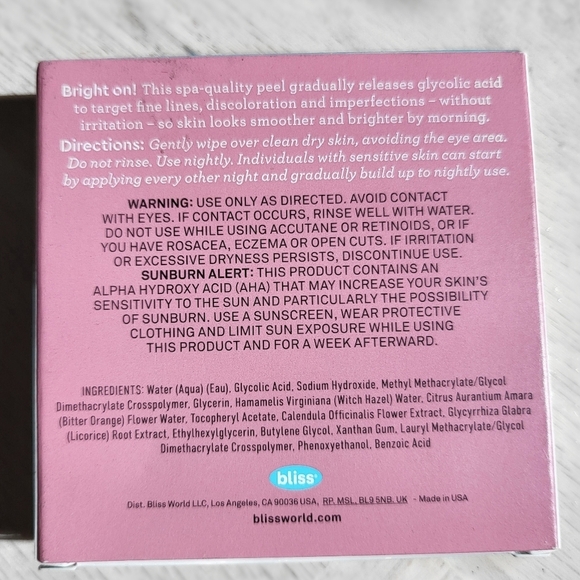 Bright on! This spa-quality peel gradually releases glycolic acid
to target fine lines, discoloration and imperfections – without
irritation – so skin looks smoother and brighter by morning.
Directions: Gently wipe over clean dry skin, avoiding the eye area.
Do not rinse. Use nightly. Individuals with sensitive skin can start
by applying every other night and gradually build up to nightly use.
WARNING: USE ONLY AS DIRECTED. AVOID CONTACT
WITH EYES. IF CONTACT OCCURS, RINSE WELL WITH WATER.
DO NOT USE WHILE USING ACCUTANE OR RETINOIDS, OR IF
YOU HAVE ROSACEA, ECZEMA OR OPEN CUTS. IF IRRITATION
OR EXCESSIVE DRYNESS PERSISTS, DISCONTINUE USE.
SUNBURN ALERT: THIS PRODUCT CONTAINS AN
ALPHA HYDROXY ACID (AHA) THAT MAY INCREASE YOUR SKIN'S
SENSITIVITY TO THE SUN AND PARTICULARLY THE POSSIBILITY
OF SUNBURN. USE A SUNSCREEN, WEAR PROTECTIVE
CLOTHING AND LIMIT SUN EXPOSURE WHILE USING
THIS PRODUCT AND FOR A WEEK AFTERWARD.
INGREDIENTS: Water (Aqua) (Eau), Glycolic Acid, Sodium Hydroxide, Methyl Methacrylate/Glycol
Dimethacrylate Crosspolymer, Glycerin, Hamamelis Virginiana (Witch Hazel) Water, Citrus Aurantium Amara
(Bitter Orange) Flower Water, Tocopheryl Acetate, Calendula Officinalis Flower Extract, Glycyrrhiza Glabra
(Licorice) Root Extract, Ethylhexylglycerin, Butylene Glycol, Xanthan Gum, Lauryl Methacrylate/Glycol
Dimethacrylate Crosspolymer, Phenoxyethanol, Benzoic Acid
bliss
Dist. Bliss World LLC, Los Angeles, CA 90036 USA, RP. MSL, BL9 5NB, UK - Made in USA
blissworld.com